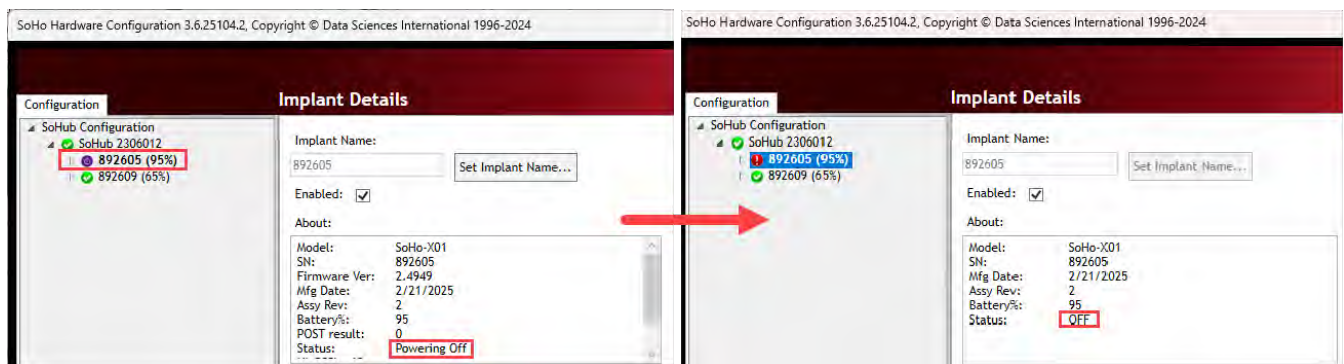 SoHo Hardware Configuration 3.6.25104.2, Copyright © Data Sciences International 1996-2024
Configuration
Implant Details
SoHub Configuration
SoHub 2306012
892605 (95%)
892609 (65%)
Implant Name:
892605
Set Implant Name...
Enabled:
About:
Model: SoHo-X01
SN: 892605
Firmware Ver: 2.4949
Mfg Date: 2/21/2025
Assy Rev: 2
Battery%: 95
POST result: 0
Status: Powering Off
SoHo Hardware Configuration 3.6.25104.2, Copyright © Data Sciences International 1996-2024
Configuration
Implant Details
SoHub Configuration
SoHub 2306012
892605 (95%)
892609 (65%)
Implant Name:
892605
Set Implant Name...
Enabled:
About:
Model: SoHo-X01
SN: 892605
Mfg Date: 2/21/2025
Assy Rev: 2
Battery%: 95
Status: OFF